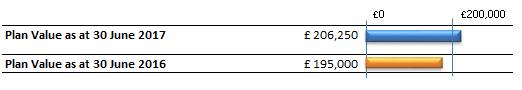 £0 £200,000
Plan Value as at 30 June 2017 £ 206,250
Plan Value as at 30 June 2016 £ 195,000